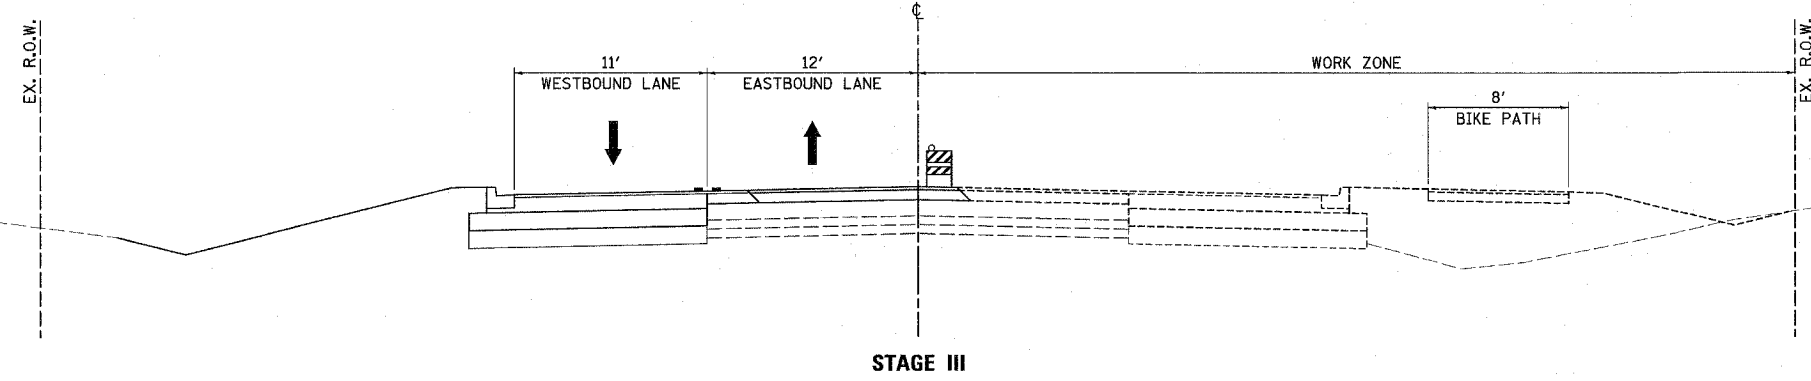 ℄
EX. R.O.W.
11'
WESTBOUND LANE
12'
EASTBOUND LANE
WORK ZONE
EX. R.O.W.
8'
BIKE PATH
STAGE III